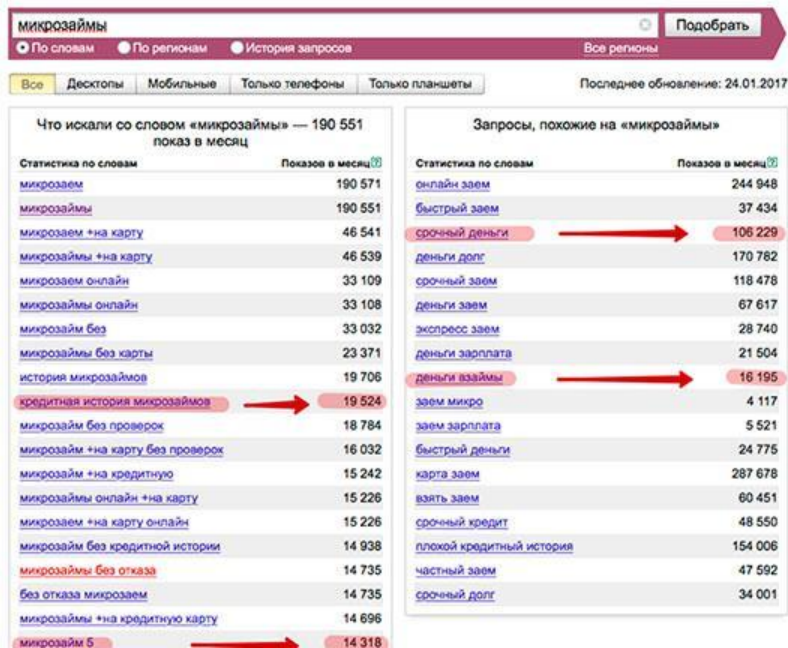 микрозаймы
Подобрать
По словам По регионам История запросов Все регионы
Все Десктопы Мобильные Только телефоны Только планшеты Последнее обновление: 24.01.2017
Что искали со словом «микрозаймы» — 190 551
показ в месяц
Статистика по словам Показов в месяц ?
микрозаем 190 571
микрозаймы 190 551
микрозаем +на карту 46 541
микрозаймы +на карту 46 539
микрозаем онлайн 33 109
микрозаймы онлайн 33 108
микрозайм без 33 032
микрозаймы без карты 23 371
история микрозаймов 19 706
кредитная история микрозаймов 19 524
микрозайм без проверок 18 784
микрозайм +на карту без проверок 16 032
микрозайм +на кредитную 15 242
микрозаймы онлайн +на карту 15 226
микрозаем +на карту онлайн 15 226
микрозайм без кредитной истории 14 938
микрозаймы без отказа 14 735
без отказа микрозаем 14 735
микрозаймы +на кредитную карту 14 696
микрозайм 5 14 318
Запросы, похожие на «микрозаймы»
Статистика по словам Показов в месяц ?
онлайн заем 244 948
быстрый заем 37 434
срочный деньги 106 229
деньги долг 170 782
срочный заем 118 478
деньги заем 67 617
экспресс заем 28 740
деньги зарплата 21 504
деньги взаймы 16 195
заем микро 4 117
заем зарплата 5 521
быстрый деньги 24 775
карта заем 287 678
взять заем 60 451
срочный кредит 48 550
плохой кредитный история 154 006
частный заем 47 592
срочный долг 34 001